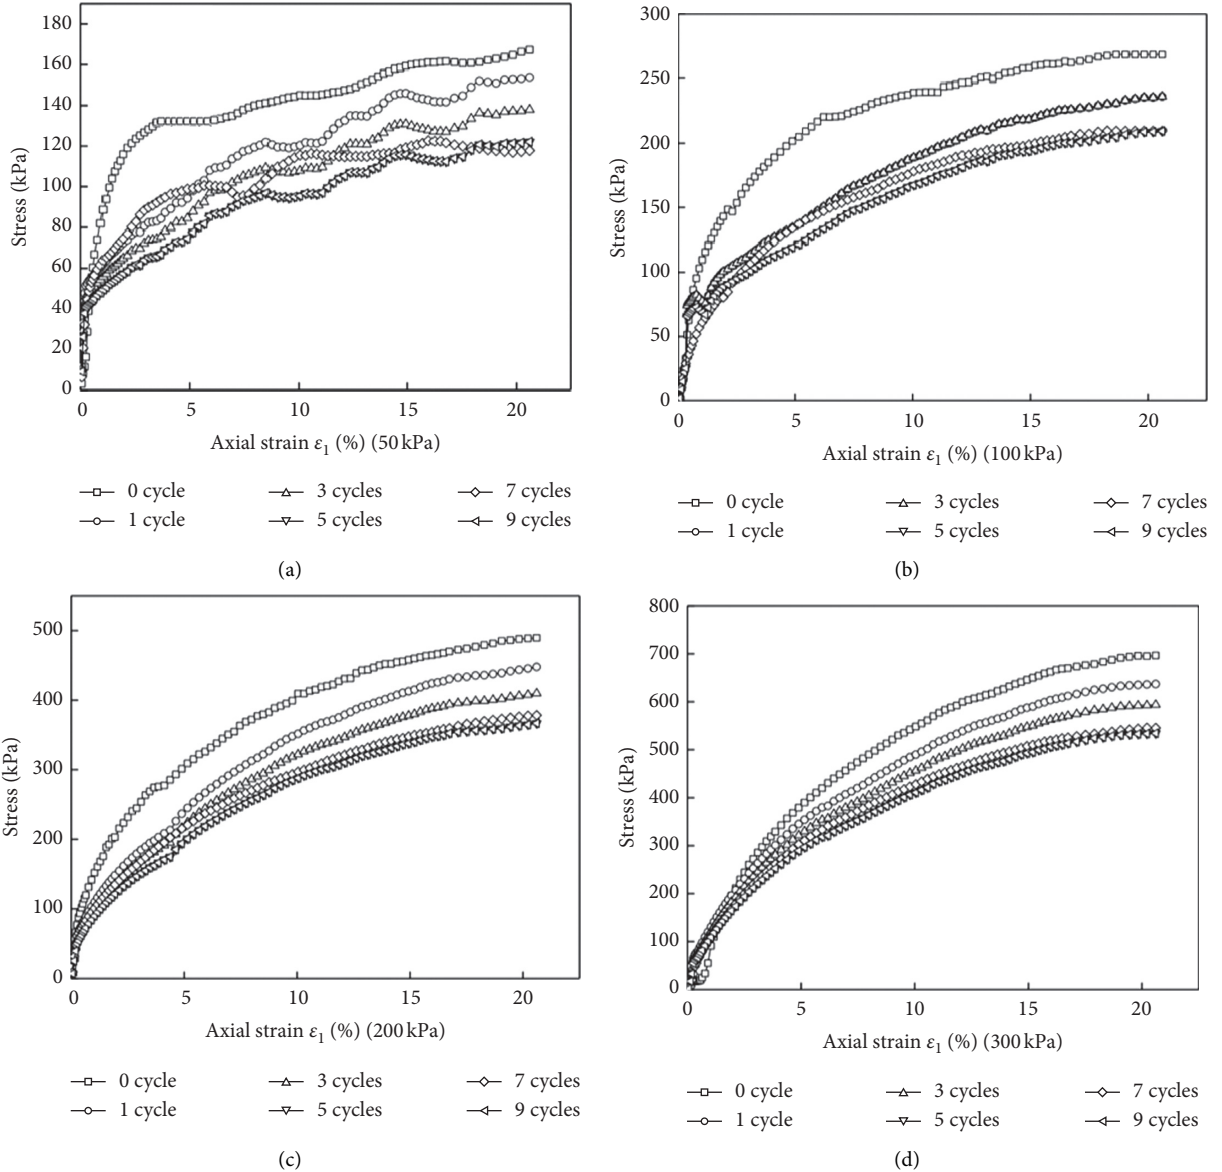 180
160
140
120
100
80
60
40
20
0
Stress (kPa)
0 5 10 15 20
Axial strain ε1 (%) (50 kPa)
0 cycle 3 cycles 7 cycles
1 cycle 5 cycles 9 cycles
(a)
300
250
200
150
100
50
0
Stress (kPa)
0 5 10 15 20
Axial strain ε1 (%) (100 kPa)
0 cycle 3 cycles 7 cycles
1 cycle 5 cycles 9 cycles
(b)
500
400
300
200
100
0
Stress (kPa)
0 5 10 15 20
Axial strain ε1 (%) (200 kPa)
0 cycle 3 cycles 7 cycles
1 cycle 5 cycles 9 cycles
(c)
800
700
600
500
400
300
200
100
0
Stress (kPa)
0 5 10 15 20
Axial strain ε1 (%) (300 kPa)
0 cycle 3 cycles 7 cycles
1 cycle 5 cycles 9 cycles
(d)